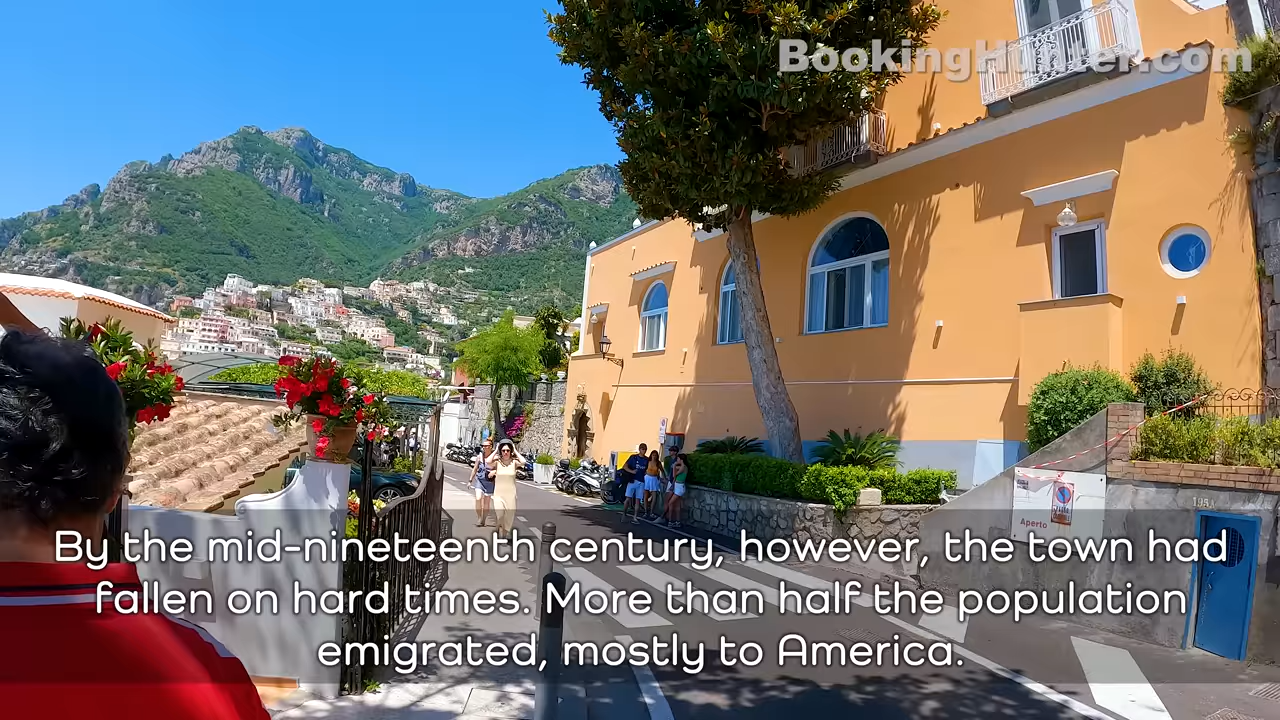 BookingHunter.com
195A
Aperto
By the mid-nineteenth century, however, the town had
fallen on hard times. More than half the population
emigrated, mostly to America.